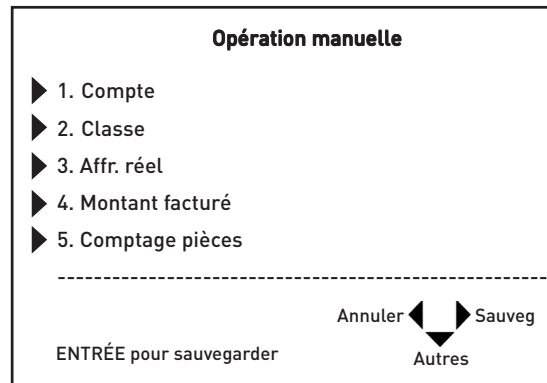 Opération manuelle
1. Compte
2. Classe
3. Affr. réel
4. Montant facturé
5. Comptage pièces
Annuler Sauveg
ENTRÉE pour sauvegarder Autres